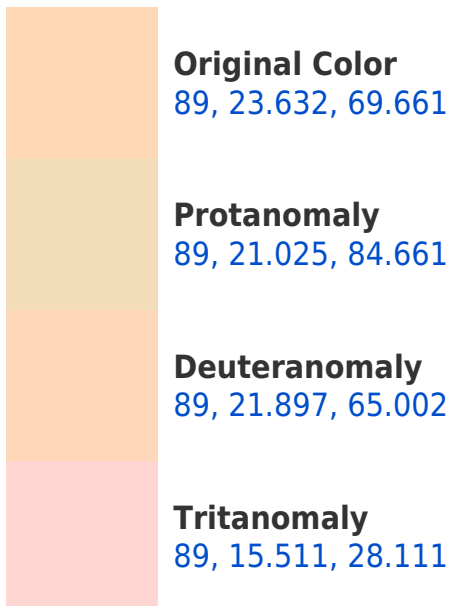 Original Color
89, 23.632, 69.661
Protanomaly
89, 21.025, 84.661
Deuteranomaly
89, 21.897, 65.002
Tritanomaly
89, 15.511, 28.111